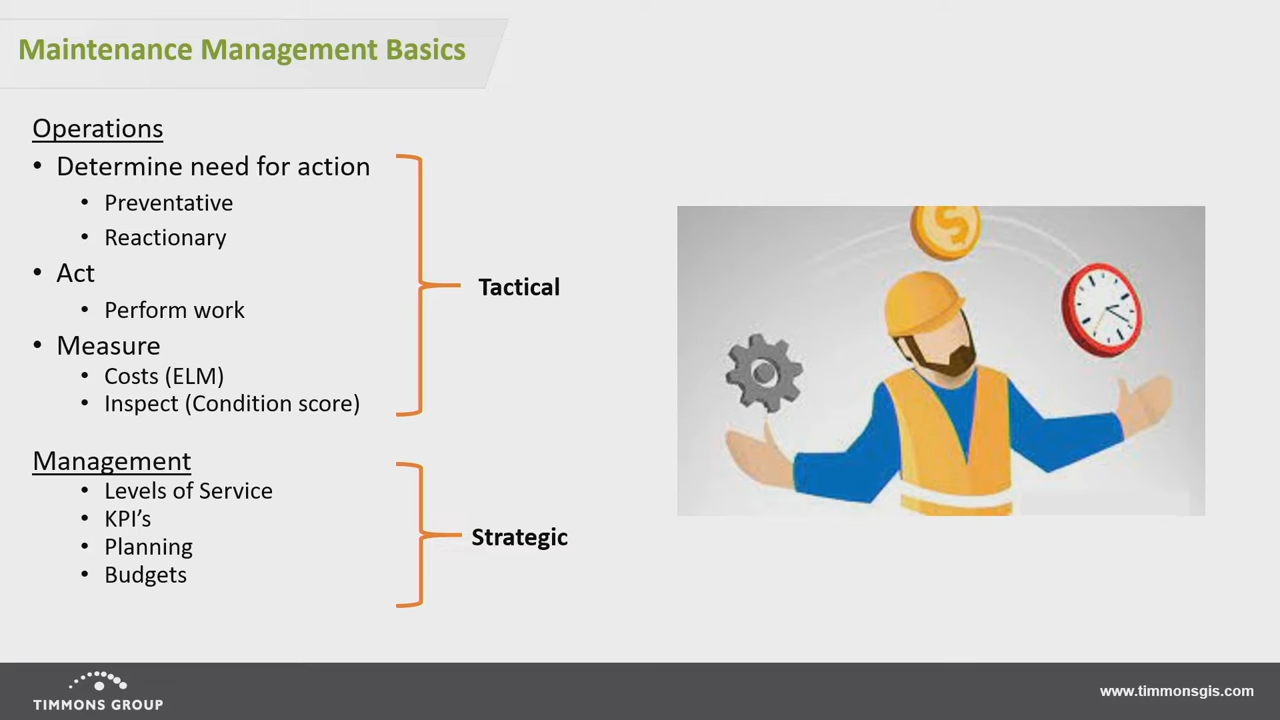 Maintenance Management Basics
Operations
• Determine need for action
• Preventative
• Reactionary
• Act
• Perform work
• Measure
• Costs (ELM)
• Inspect (Condition score)
Tactical
Management
• Levels of Service
• KPI’s
• Planning
• Budgets
Strategic
$
TIMMONS GROUP
www.timmonsgis.com